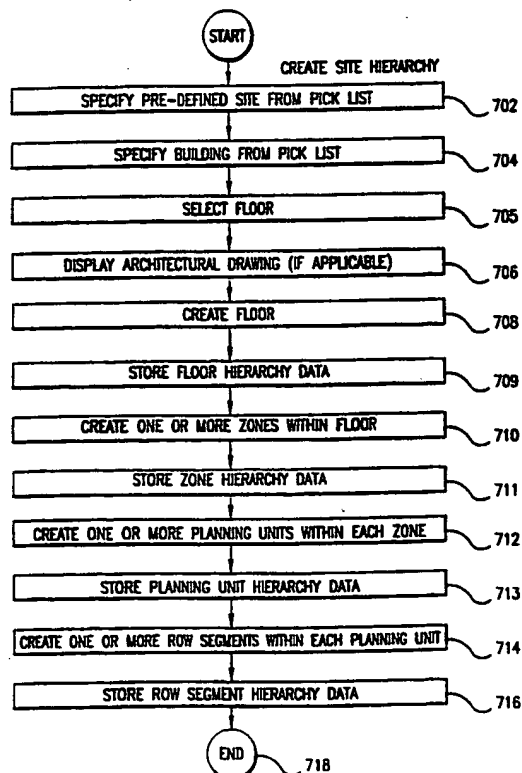 START
CREATE SITE HIERARCHY
SPECIFY PRE-DEFINED SITE FROM PICK LIST
702
SPECIFY BUILDING FROM PICK LIST
704
SELECT FLOOR
705
DISPLAY ARCHITECTURAL DRAWING (IF APPLICABLE)
706
CREATE FLOOR
708
STORE FLOOR HIERARCHY DATA
709
CREATE ONE OR MORE ZONES WITHIN FLOOR
710
STORE ZONE HIERARCHY DATA
711
CREATE ONE OR MORE PLANNING UNITS WITHIN EACH ZONE
712
STORE PLANNING UNIT HIERARCHY DATA
713
CREATE ONE OR MORE ROW SEGMENTS WITHIN EACH PLANNING UNIT
714
STORE ROW SEGMENT HIERARCHY DATA
716
END
718